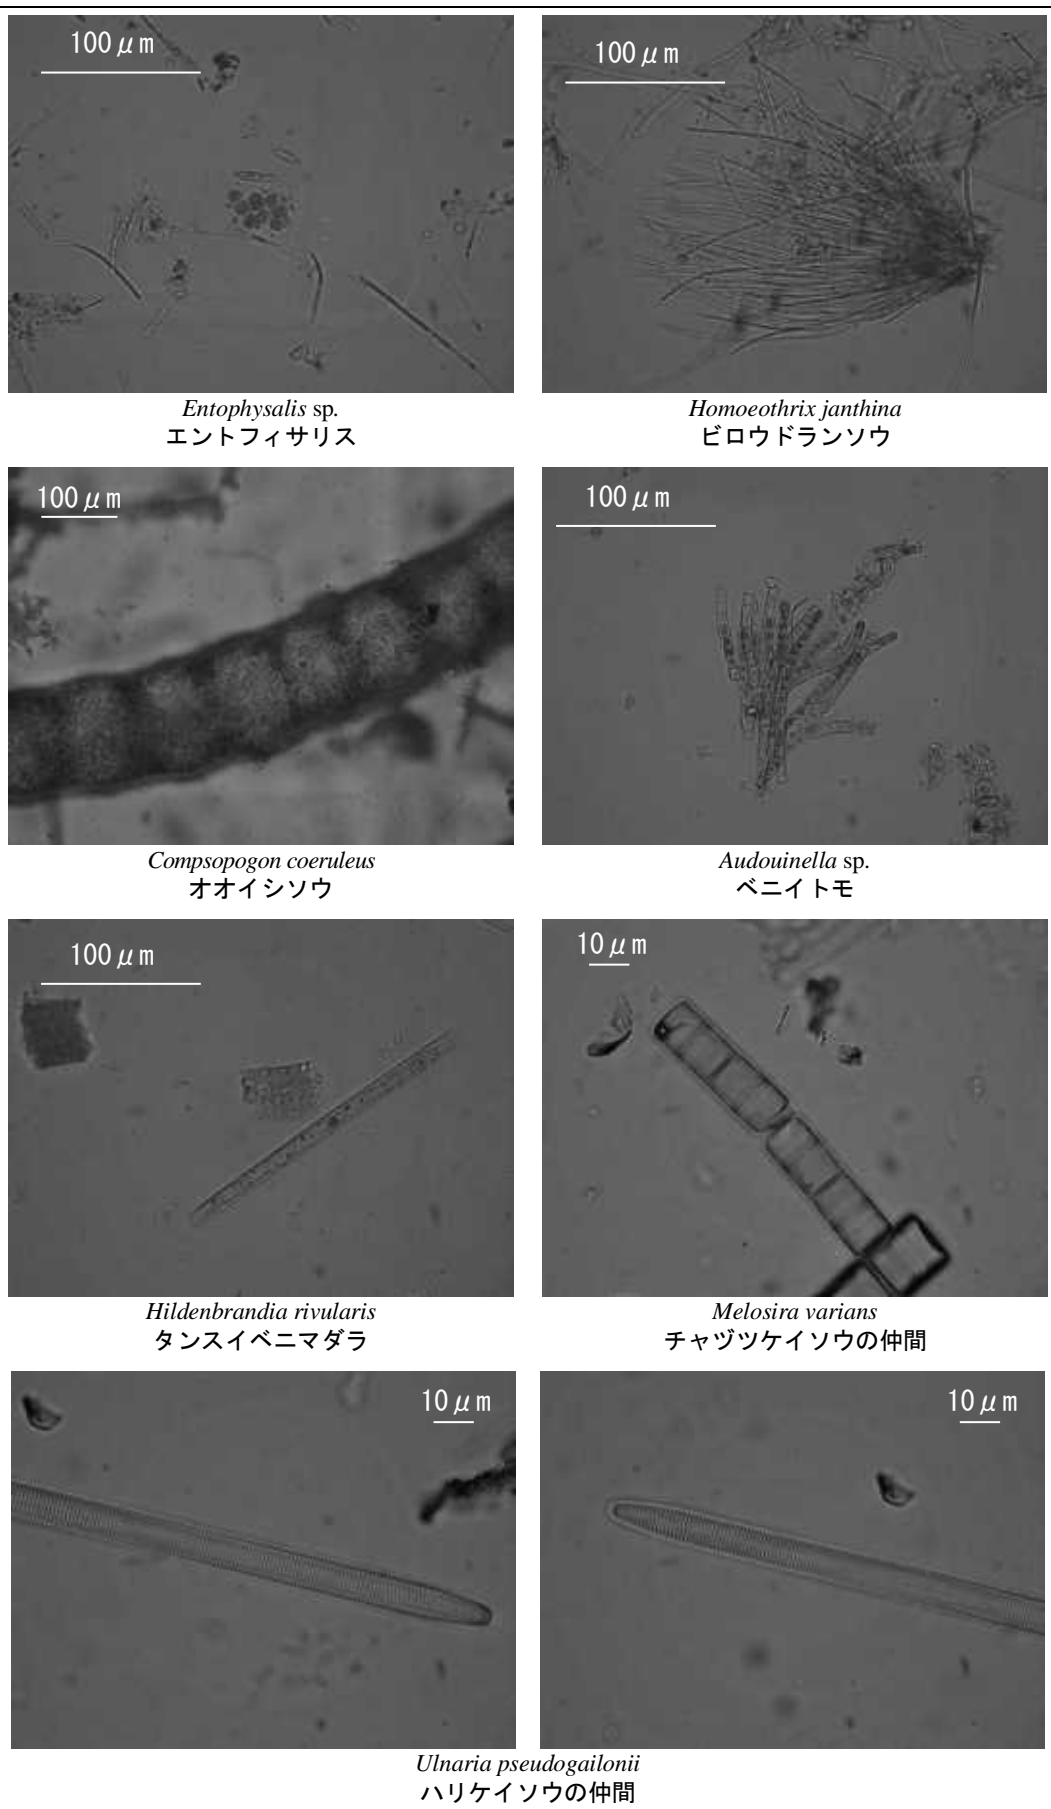 100μm
100μm
Entophysalis sp.
エントフィサリス
Homoeothrix janthina
ビロウドランソウ
100μm
100μm
Compsopogon coeruleus
オオイシソウ
Audouinella sp.
ベニイトモ
100μm
10μm
Hildenbrandia rivularis
タンスイベニマダラ
Melosira varians
チャヅツケイソウの仲間
10μm
10μm
Ulnaria pseudogailonii
ハリケイソウの仲間